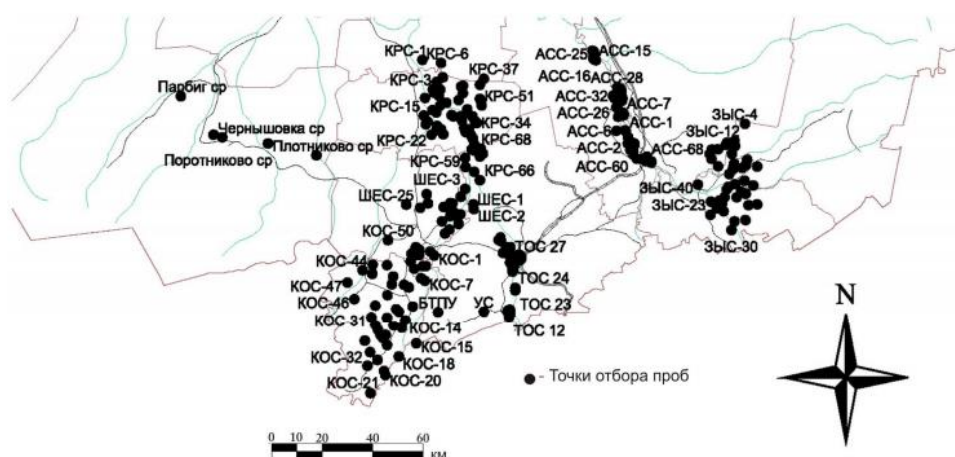 КРС-1
КРС-6
АСС-25
АСС-15
КРС-37
КРС-3
АСС-16
АСС-28
Парбиг ср
КРС-51
АСС-32
КРС-15
АСС-7
АСС-26
ЗЫС-4
КРС-34
АСС-1
Чернышовка ср
КРС-22
КРС-68
АСС-6
ЗЫС-12
Плотниково ср
АСС-2
АСС-68
Поротниково ср
КРС-59
АСС-60
КРС-66
ШЕС-3
ЗЫС-40
ШЕС-25
ШЕС-1
ЗЫС-23
ШЕС-2
КОС-50
ЗЫС-30
ТОС 27
КОС-1
КОС-44
ТОС 24
КОС-47
КОС-7
КОС-46
БТПУ
УС
ТОС 23
N
КОС-31
КОС-14
ТОС 12
КОС-15
КОС-32
КОС-18
- Точки отбора проб
КОС-21
КОС-20
0 10 20 40 60
км